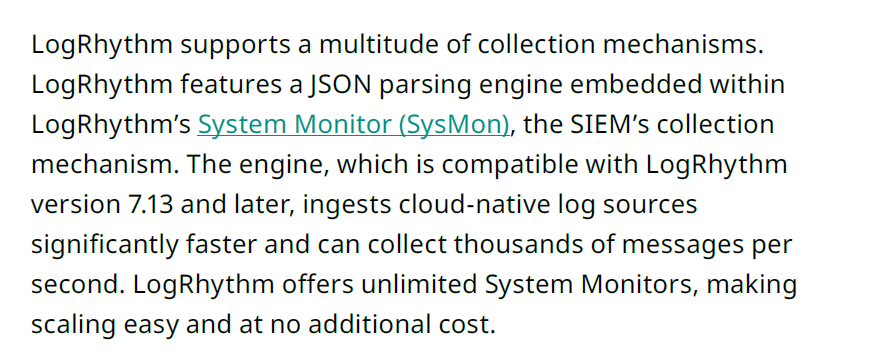 LogRhythm supports a multitude of collection mechanisms.
LogRhythm features a JSON parsing engine embedded within
LogRhythm’s System Monitor (SysMon), the SIEM’s collection
mechanism. The engine, which is compatible with LogRhythm
version 7.13 and later, ingests cloud-native log sources
significantly faster and can collect thousands of messages per
second. LogRhythm offers unlimited System Monitors, making
scaling easy and at no additional cost.